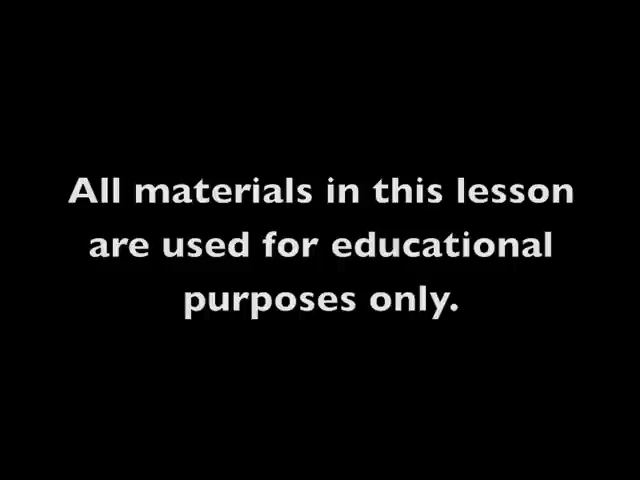 All materials in this lesson
are used for educational
purposes only.